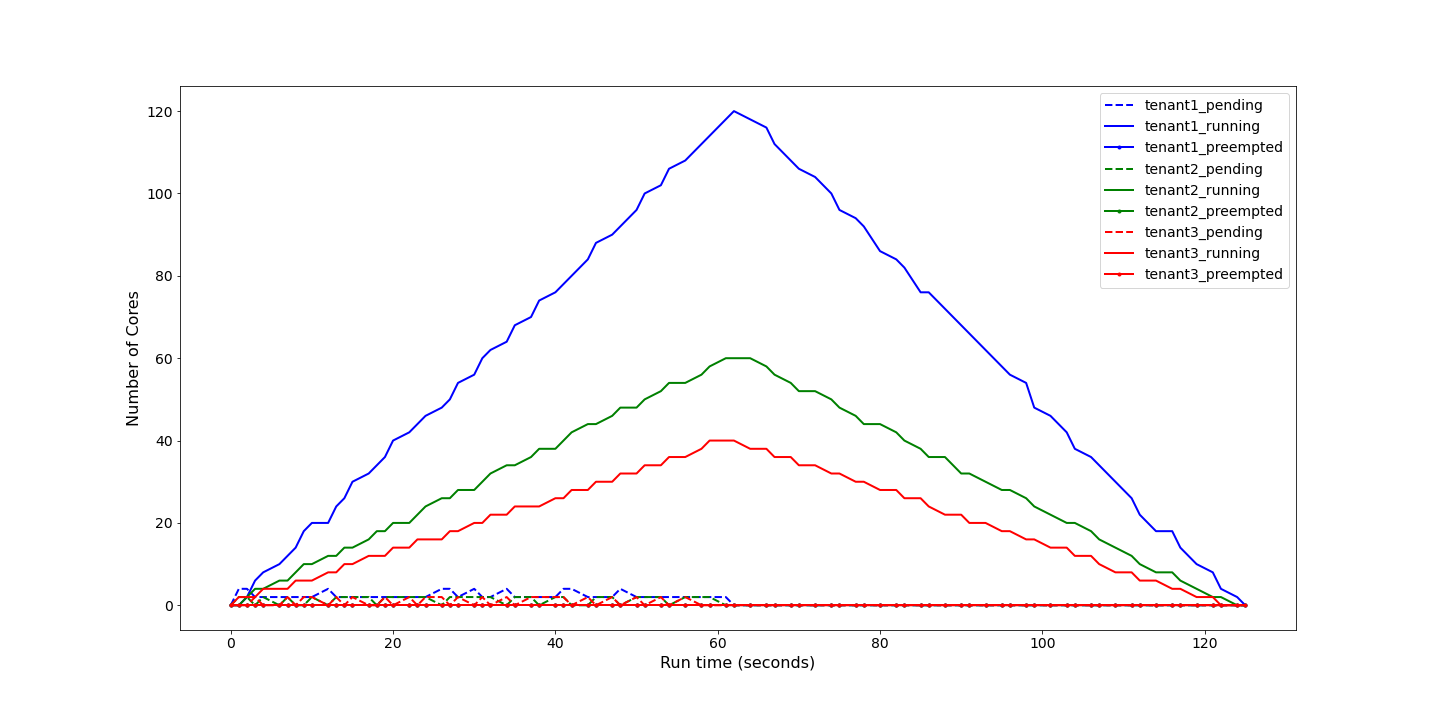 120
100
80
60
40
20
0
Number of Cores
0 20 40 60 80 100 120
Run time (seconds)
tenant1_pending
tenant1_running
tenant1_preempted
tenant2_pending
tenant2_running
tenant2_preempted
tenant3_pending
tenant3_running
tenant3_preempted